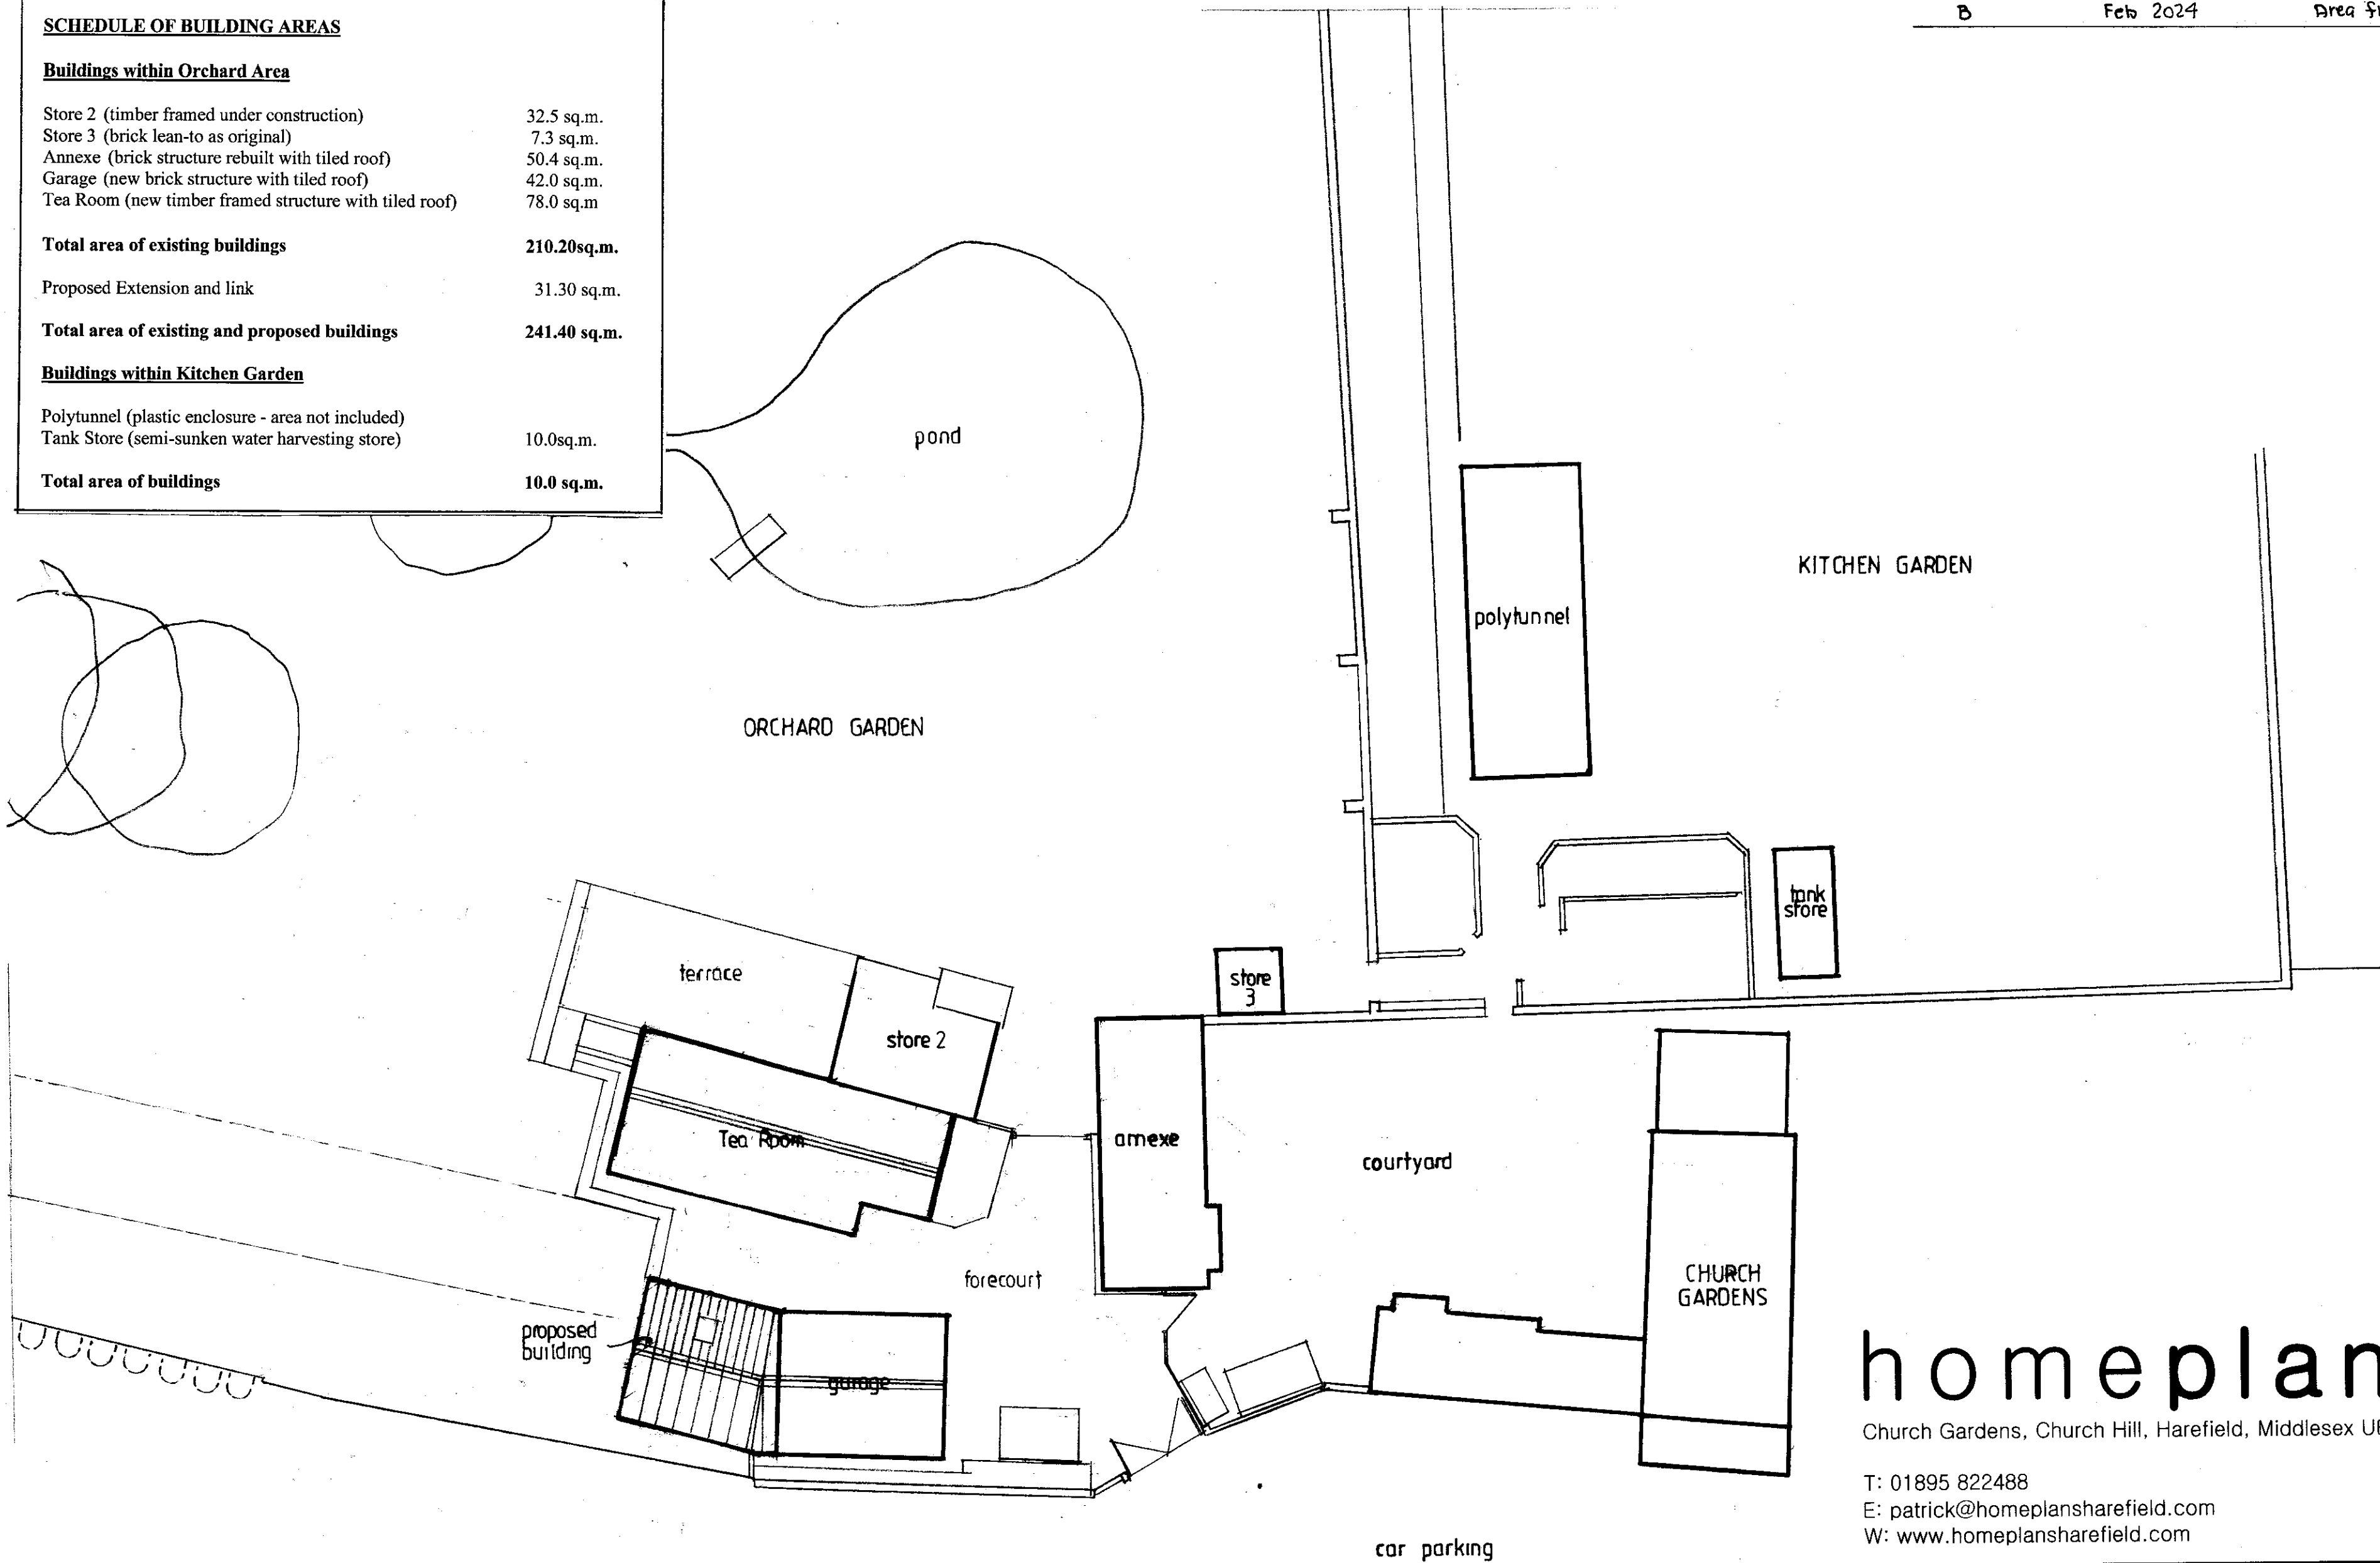 SCHEDULE OF BUILDING AREAS
Buildings within Orchard Area
Store 2 (timber framed under construction) 32.5 sq.m.
Store 3 (brick lean-to as original) 7.3 sq.m.
Annexe (brick structure rebuilt with tiled roof) 50.4 sq.m.
Garage (new brick structure with tiled roof) 42.0 sq.m.
Tea Room (new timber framed structure with tiled roof) 78.0 sq.m
Total area of existing buildings 210.20sq.m.
Proposed Extension and link 31.30 sq.m.
Total area of existing and proposed buildings 241.40 sq.m.
Buildings within Kitchen Garden
Polytunnel (plastic enclosure - area not included)
Tank Store (semi-sunken water harvesting store) 10.0sq.m.
Total area of buildings 10.0 sq.m.
B Feb 2024 Area
pond
KITCHEN GARDEN
polytunnel
ORCHARD GARDEN
tank
store
terrace
store
3
store 2
Tea Room
annexe
courtyard
forecourt
CHURCH
GARDENS
proposed
building
garage
homeplan
Church Gardens, Church Hill, Harefield, Middlesex
T: 01895 822488
E: patrick@homeplansharefield.com
W: www.homeplansharefield.com
car parking